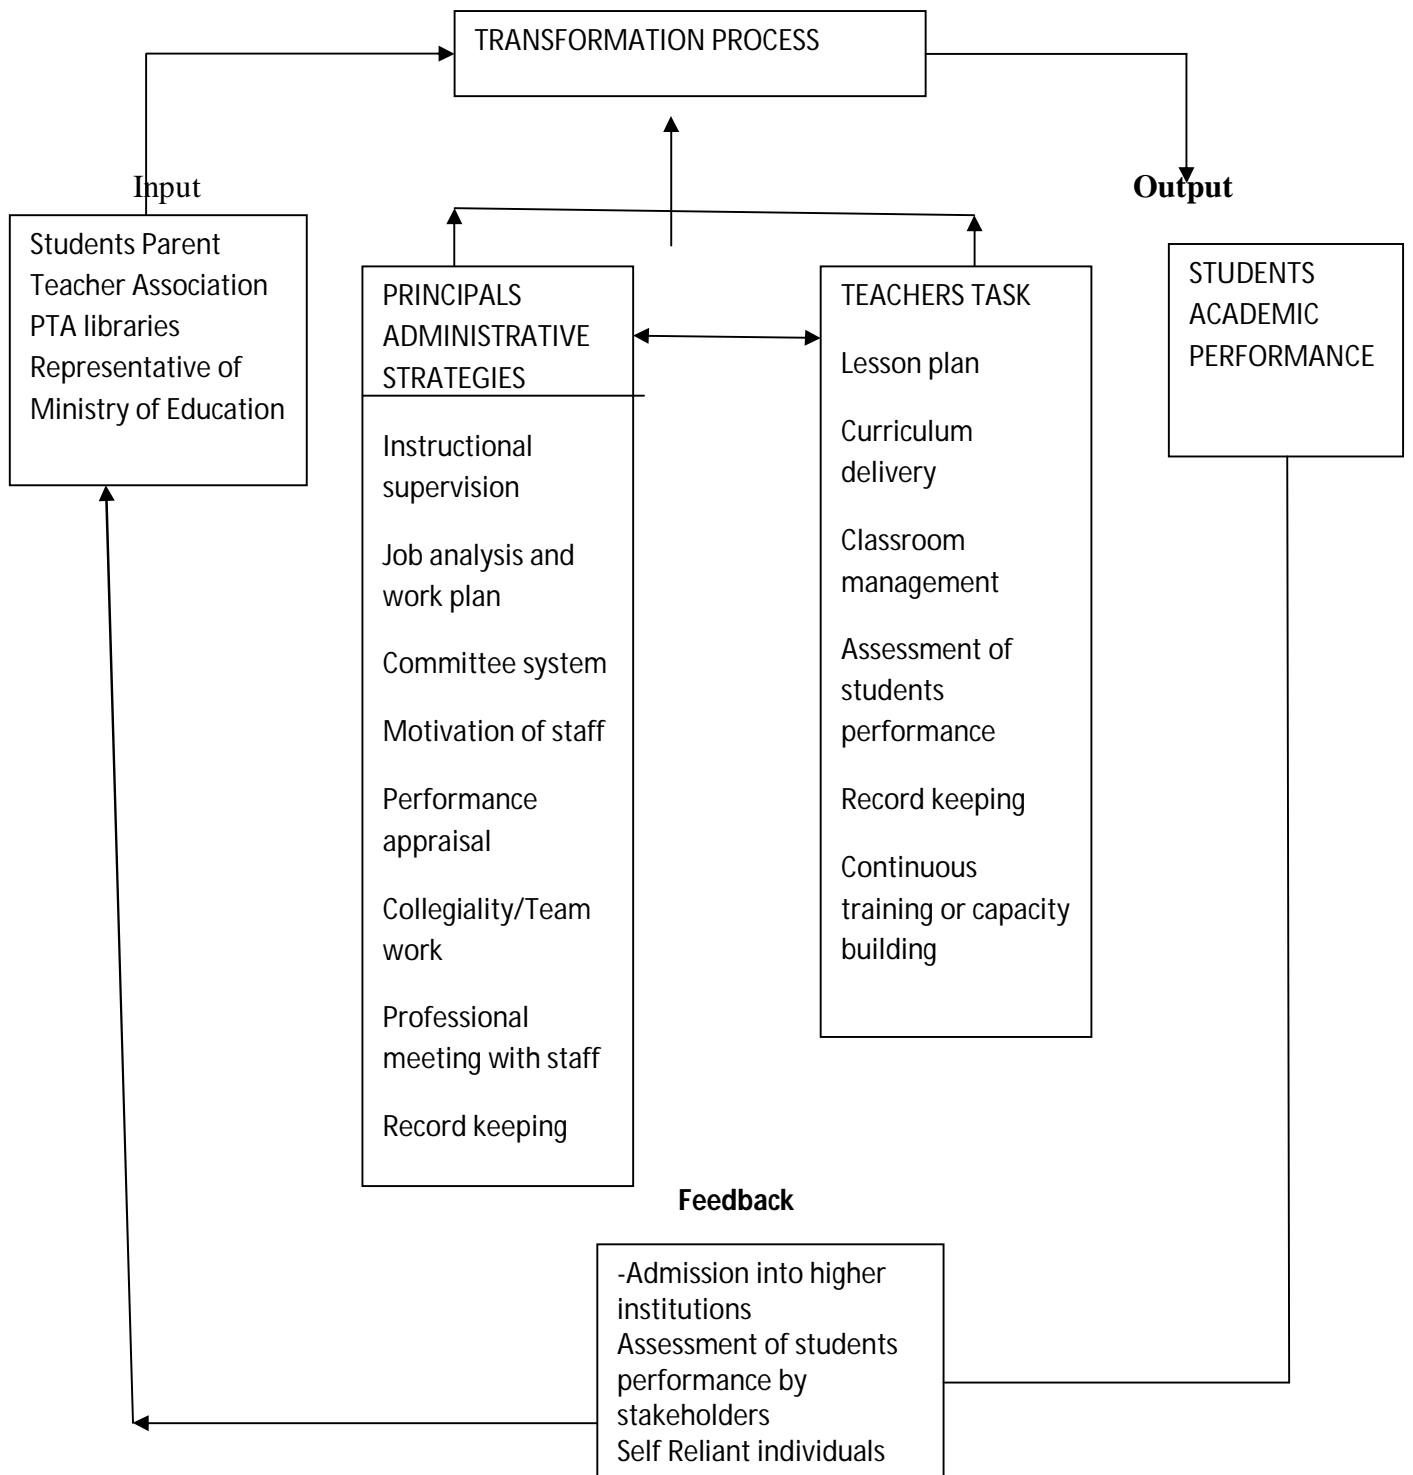 TRANSFORMATION PROCESS
Input
Output
Students Parent
Teacher Association
PTA libraries
Representative of
Ministry of Education
PRINCIPALS
ADMINISTRATIVE
STRATEGIES
Instructional
supervision
Job analysis and
work plan
Committee system
Motivation of staff
Performance
appraisal
Collegiality/Team
work
Professional
meeting with staff
Record keeping
TEACHERS TASK
Lesson plan
Curriculum
delivery
Classroom
management
Assessment of
students
performance
Record keeping
Continuous
training or capacity
building
STUDENTS
ACADEMIC
PERFORMANCE
Feedback
-Admission into higher
institutions
Assessment of students
performance by
stakeholders
Self Reliant individuals